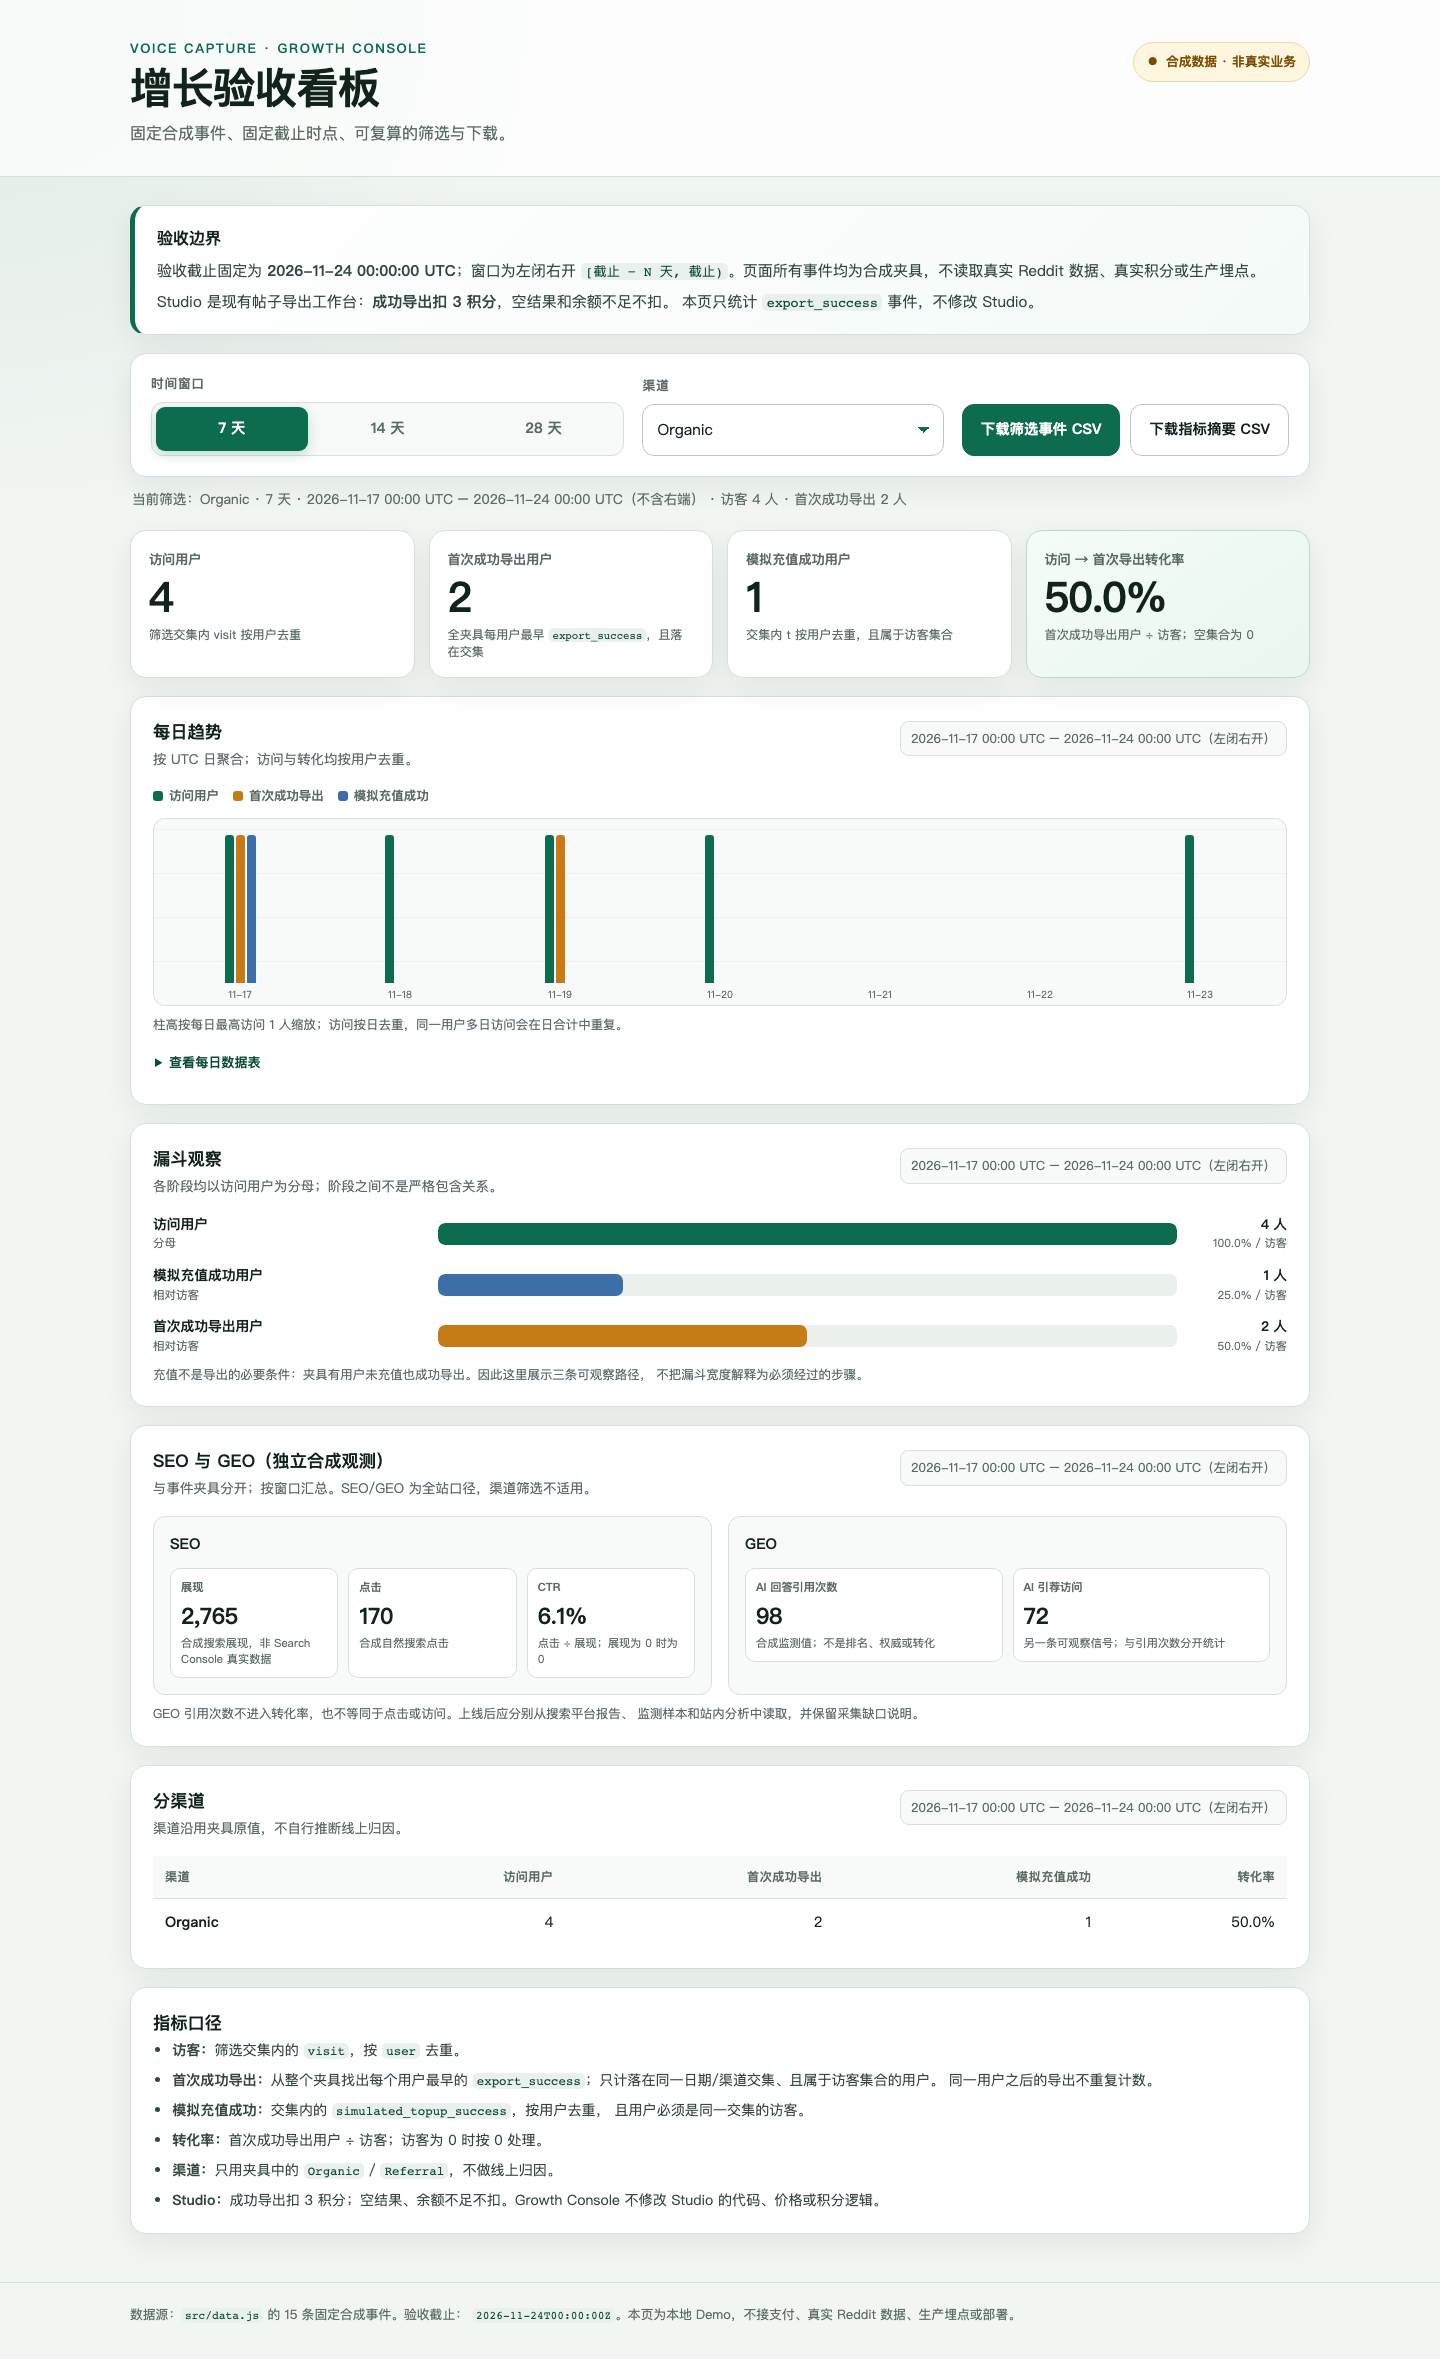 VOICE CAPTURE · GROWTH CONSOLE
增长验收看板
固定合成事件、固定截止时点、可复算的筛选与下载。
● 合成数据 · 非真实业务
验收边界
验收截止固定为 2026-11-24 00:00:00 UTC；窗口为左闭右开 [截止 - N 天, 截止)。页面所有事件均为合成夹具，不读取真实 Reddit 数据、真实积分或生产埋点。
Studio 是现有帖子导出工作台：成功导出扣 3 积分，空结果和余额不足不扣。 本页只统计 export_success 事件，不修改 Studio。
时间窗口
7 天
14 天
28 天
渠道
Organic
下载筛选事件 CSV
下载指标摘要 CSV
当前筛选：Organic · 7 天 · 2026-11-17 00:00 UTC — 2026-11-24 00:00 UTC（不含右端） · 访客 4 人 · 首次成功导出 2 人
访问用户
4
筛选交集内 visit 按用户去重
首次成功导出用户
2
全夹具每用户最早 export_success，且落
在交集
模拟充值成功用户
1
交集内 t 按用户去重，且属于访客集合
访问 → 首次导出转化率
50.0%
首次成功导出用户 ÷ 访客；空集合为 0
每日趋势
按 UTC 日聚合；访问与转化均按用户去重。
2026-11-17 00:00 UTC — 2026-11-24 00:00 UTC（左闭右开）
访问用户
首次成功导出
模拟充值成功
11-17
11-18
11-19
11-20
11-21
11-22
11-23
柱高按每日最高访问 1 人缩放；访问按日去重，同一用户多日访问会在日合计中重复。
▶ 查看每日数据表
漏斗观察
各阶段均以访问用户为分母；阶段之间不是严格包含关系。
2026-11-17 00:00 UTC — 2026-11-24 00:00 UTC（左闭右开）
访问用户
分母
4 人
100.0% / 访客
模拟充值成功用户
相对访客
1 人
25.0% / 访客
首次成功导出用户
相对访客
2 人
50.0% / 访客
充值不是导出的必要条件：夹具有用户未充值也成功导出。因此这里展示三条可观察路径， 不把漏斗宽度解释为必须经过的步骤。
SEO 与 GEO（独立合成观测）
与事件夹具分开；按窗口汇总。SEO/GEO 为全站口径，渠道筛选不适用。
2026-11-17 00:00 UTC — 2026-11-24 00:00 UTC（左闭右开）
SEO
展现
2,765
合成搜索展现，非 Search
Console 真实数据
点击
170
合成自然搜索点击
CTR
6.1%
点击 ÷ 展现；展现为 0 时为
0
GEO
AI 回答引用次数
98
合成监测值；不是排名、权威或转化
AI 引荐访问
72
另一条可观察信号；与引用次数分开统计
GEO 引用次数不进入转化率，也不等同于点击或访问。上线后应分别从搜索平台报告、 监测样本和站内分析中读取，并保留采集缺口说明。
分渠道
渠道沿用夹具原值，不自行推断线上归因。
2026-11-17 00:00 UTC — 2026-11-24 00:00 UTC（左闭右开）
渠道 访问用户 首次成功导出 模拟充值成功 转化率
Organic 4 2 1 50.0%
指标口径
• 访客：筛选交集内的 visit，按 user 去重。
• 首次成功导出：从整个夹具找出每个用户最早的 export_success；只计落在同一日期/渠道交集、且属于访客集合的用户。 同一用户之后的导出不重复计数。
• 模拟充值成功：交集内的 simulated_topup_success，按用户去重， 且用户必须是同一交集的访客。
• 转化率：首次成功导出用户 ÷ 访客；访客为 0 时按 0 处理。
• 渠道：只用夹具中的 Organic / Referral，不做线上归因。
• Studio：成功导出扣 3 积分；空结果、余额不足不扣。Growth Console 不修改 Studio 的代码、价格或积分逻辑。
数据源： src/data.js 的 15 条固定合成事件。验收截止： 2026-11-24T00:00:00Z。本页为本地 Demo，不接支付、真实 Reddit 数据、生产埋点或部署。